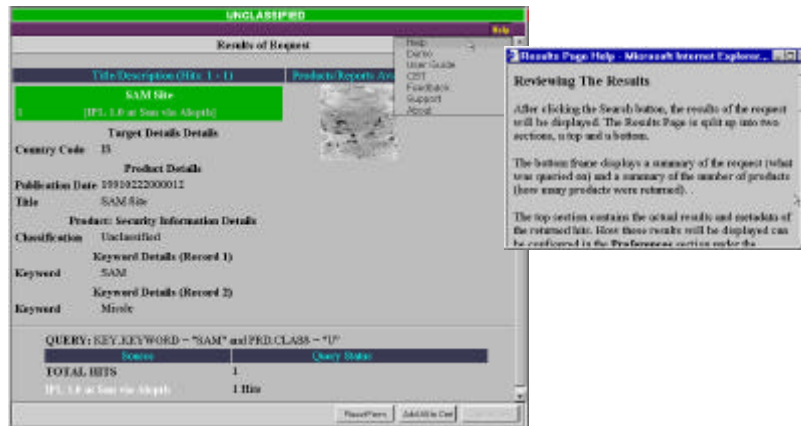 UNCLASSIFIED
Help
Results of Request
Help
Demo
User Guide
Feedback
Support
About
Title/Description (Hits: 1 - 1)
Products/Reports
SAM Site
1
Target Details Details
Country Code IS
Product Details
Publication Date 19910222000012
Title SAM Site
Product: Security Information Details
Classification Unclassified
Keyword Details (Record 1)
Keyword SAM
Keyword Details (Record 2)
Keyword Missile
QUERY: KEY.KEYWORD = "SAM" and PRD.CLASS = "U"
Source Query Status
TOTAL HITS 1
1 Hits
Results Page Help - Microsoft Internet Explorer...
Reviewing The Results
After clicking the Search button, the results of the request
will be displayed. The Results Page is split up into two
sections, a top and a bottom.
The bottom frame displays a summary of the request (what
was queried on) and a summary of the number of products
(how many products were returned). .
The top section contains the actual results and metadata of
the returned hits. How these results will be displayed can
be configured in the Preferences section under the